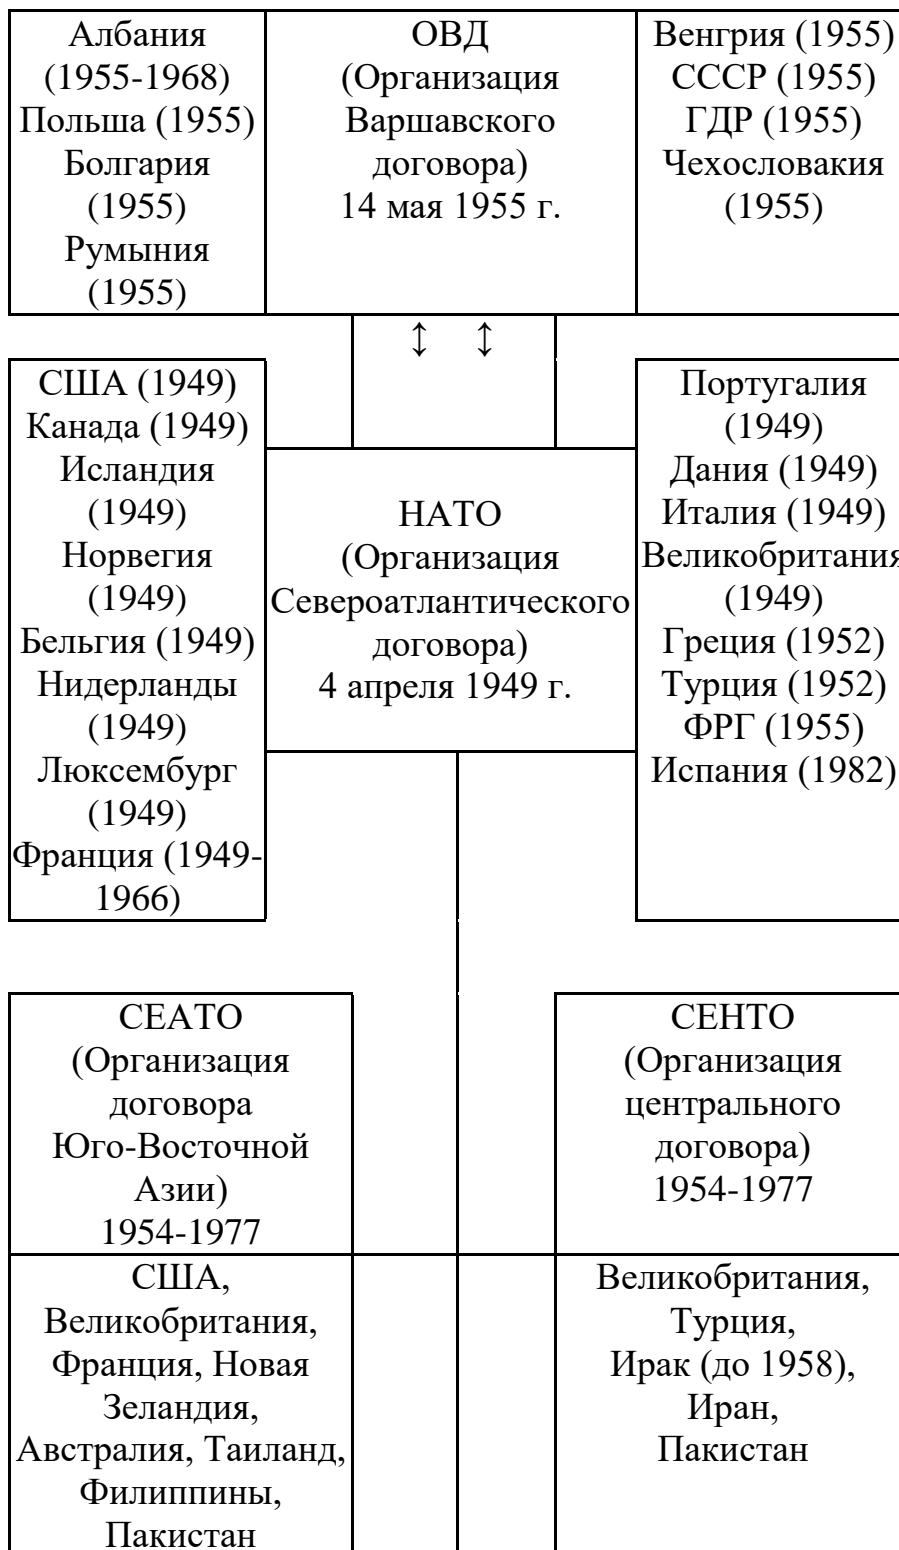 Албания
(1955-1968)
Польша (1955)
Болгария
(1955)
Румыния
(1955)
ОВД
(Организация
Варшавского
договора)
14 мая 1955 г.
Венгрия (1955)
СССР (1955)
ГДР (1955)
Чехословакия
(1955)
↕ ↕
США (1949)
Канада (1949)
Исландия
(1949)
Норвегия
(1949)
Бельгия (1949)
Нидерланды
(1949)
Люксембург
(1949)
Франция (1949-
1966)
НАТО
(Организация
Североатлантического
договора)
4 апреля 1949 г.
Португалия
(1949)
Дания (1949)
Италия (1949)
Великобритания
(1949)
Греция (1952)
Турция (1952)
ФРГ (1955)
Испания (1982)
СЕАТО
(Организация
договора
Юго-Восточной
Азии)
1954-1977
СЕНТО
(Организация
центрального
договора)
1954-1977
США,
Великобритания,
Франция, Новая
Зеландия,
Австралия, Таиланд,
Филиппины,
Пакистан
Великобритания,
Турция,
Ирак (до 1958),
Иран,
Пакистан